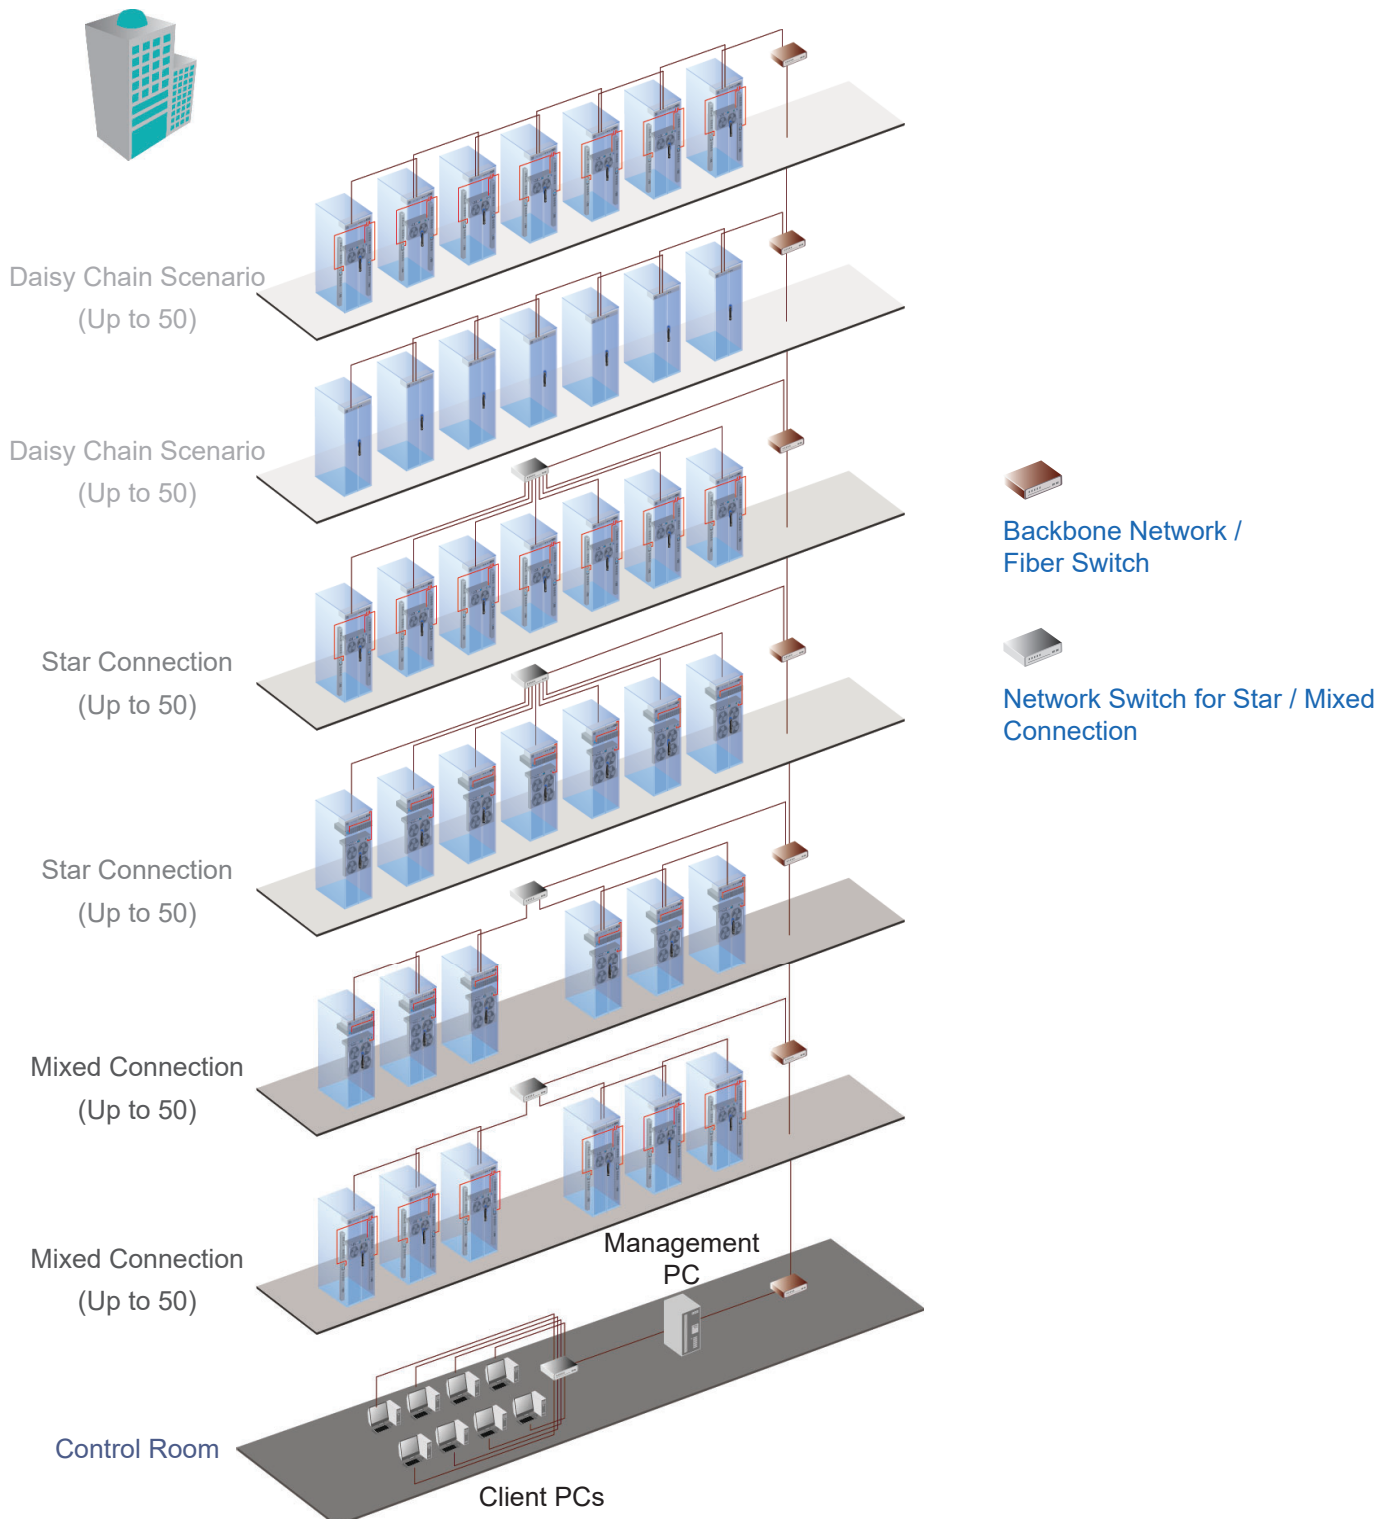 Daisy Chain Scenario
(Up to 50)
Daisy Chain Scenario
(Up to 50)
Backbone Network /
Fiber Switch
Star Connection
(Up to 50)
Network Switch for Star / Mixed
Connection
Star Connection
(Up to 50)
Mixed Connection
(Up to 50)
Mixed Connection
(Up to 50)
Management
PC
Control Room
Client PCs